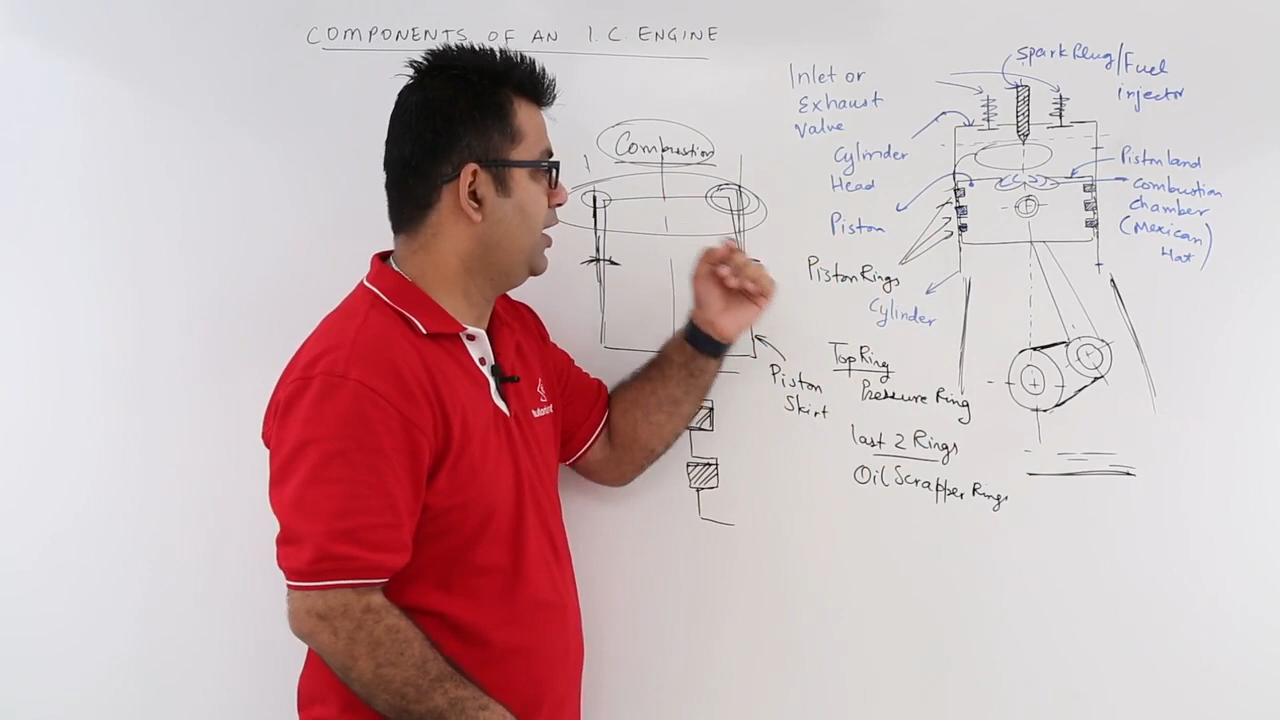 COMPONENTS OF AN I.C. ENGINE
Combustion
Piston
Skirt
Inlet or
Exhaust
Valve
Cylinder
Head
Piston
Piston Rings
Cylinder
Top Ring
Pressure Ring
last 2 Rings
Oil Scrapper Rings
Spark Plug/Fuel
injector
Piston land
combustion
chamber
(Mexican)
Hat
F